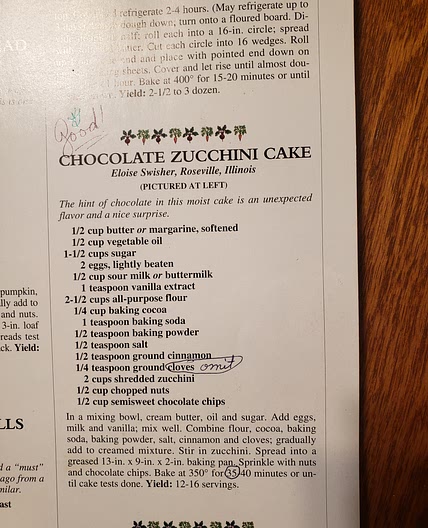 refrigerate 2-4 hours. (May refrigerate up to
dough down; turn onto a floured board. Di-
roll each into a 16-in. circle; spread
Cut each circle into 16 wedges. Roll
and place with pointed end down on
sheets. Cover and let rise until almost dou-
Bake at 400° for 15-20 minutes or until
Yield: 2-1/2 to 3 dozen.
AD
Good!
CHOCOLATE ZUCCHINI CAKE
Eloise Swisher, Roseville, Illinois
(PICTURED AT LEFT)
The hint of chocolate in this moist cake is an unexpected
flavor and a nice surprise.
1/2 cup butter or margarine, softened
1/2 cup vegetable oil
1-1/2 cups sugar
2 eggs, lightly beaten
1/2 cup sour milk or buttermilk
1 teaspoon vanilla extract
2-1/2 cups all-purpose flour
1/4 cup baking cocoa
1 teaspoon baking soda
1/2 teaspoon baking powder
1/2 teaspoon salt
1/2 teaspoon ground cinnamon
1/4 teaspoon ground cloves omit
2 cups shredded zucchini
1/2 cup chopped nuts
1/2 cup semisweet chocolate chips
In a mixing bowl, cream butter, oil and sugar. Add eggs,
milk and vanilla; mix well. Combine flour, cocoa, baking
soda, baking powder, salt, cinnamon and cloves; gradually
add to creamed mixture. Stir in zucchini. Spread into a
greased 13-in. x 9-in. x 2-in. baking pan. Sprinkle with nuts
and chocolate chips. Bake at 350° for 35-40 minutes or un-
til cake tests done. Yield: 12-16 servings.
pumpkin,
lly add to
and nuts.
3-in. loaf
reads test
ck. Yield:
LLS
d a "must"
ago from a
milar.
ast